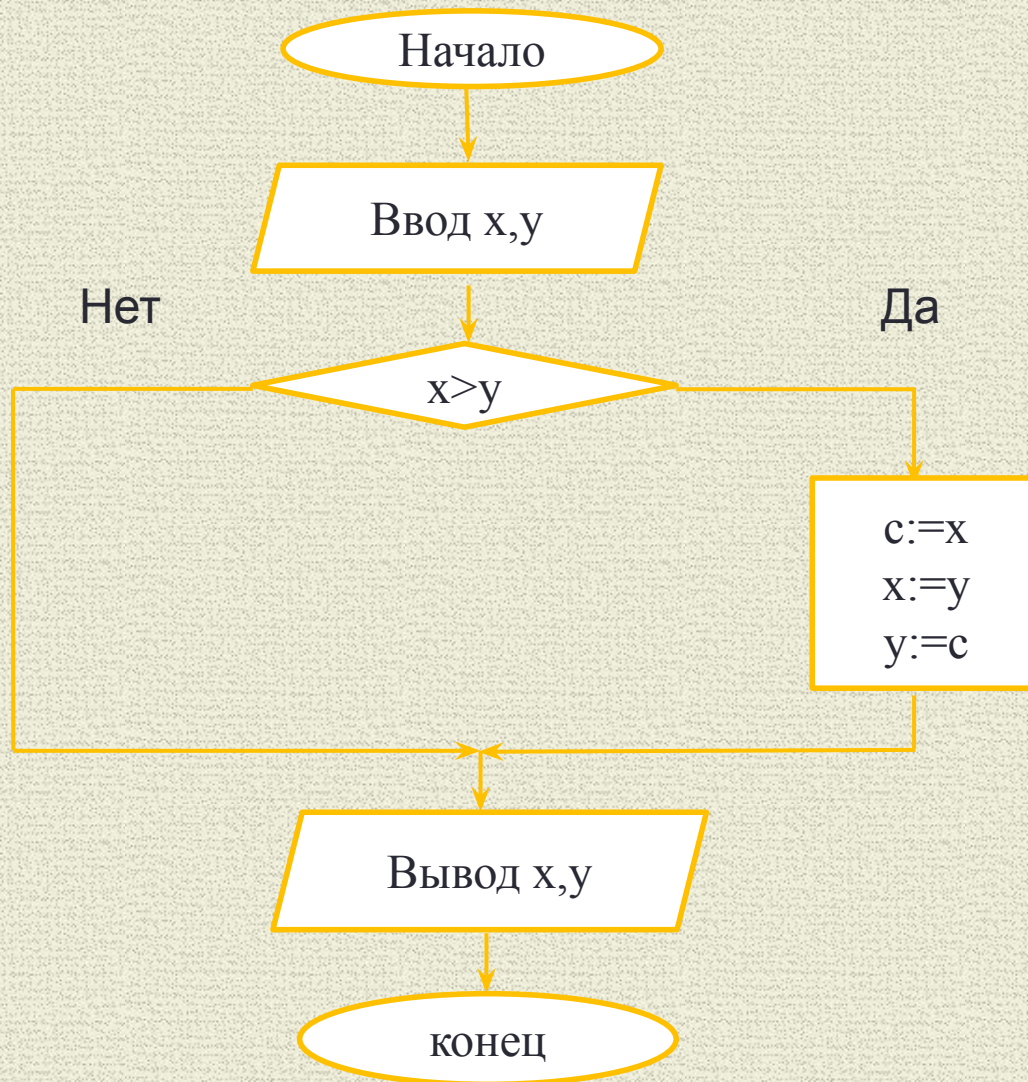 Начало
Ввод x,y
Нет
Да
x>y
c:=x
x:=y
y:=c
Вывод x,y
конец